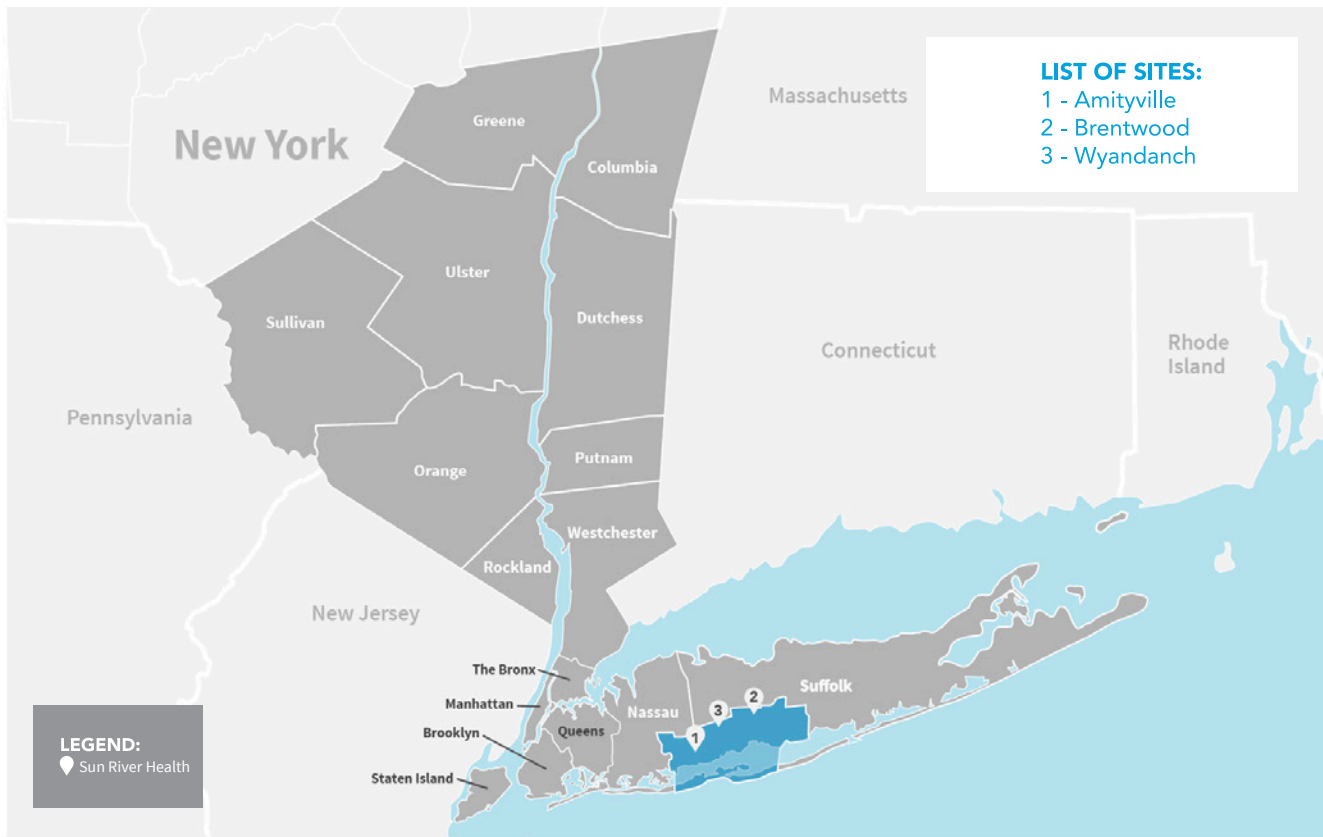 LIST OF SITES:
1 - Amityville
2 - Brentwood
3 - Wyandanch
Massachusetts
New York
Greene
Columbia
Ulster
Sullivan
Dutchess
Connecticut
Rhode
Island
Pennsylvania
Orange
Putnam
Westchester
Rockland
New Jersey
The Bronx
Manhattan
Brooklyn
Queens
Staten Island
Nassau
Suffolk
1
3
2
LEGEND:
Sun River Health